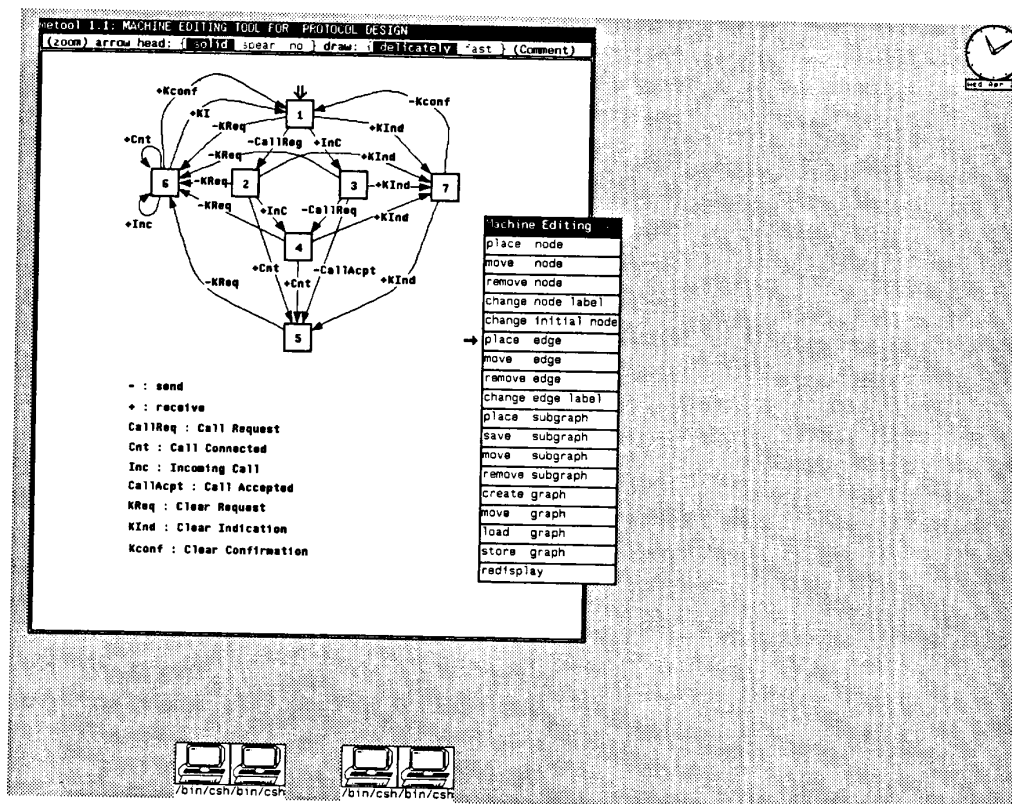 metool 1.1: MACHINE EDITING TOOL FOR PROTOCOL DESIGN
(zoom) arrow head: { solid spear no } draw: { delicately fast } (Comment)
+Kconf
-Kconf
+KI
1
-KReq
+KInd
+Cnt
-CallReg
+InC
-KReq
+KInd
6
-KReq
2
3
+KInd
7
-KReq
+InC
-CallReq
+KInd
+Inc
4
+Cnt
-CallAcpt
-KReq
+Cnt
+KInd
5
- : send
+ : receive
CallReq : Call Request
Cnt : Call Connected
Inc : Incoming Call
CallAcpt : Call Accepted
KReq : Clear Request
KInd : Clear Indication
Kconf : Clear Confirmation
Machine Editing
place node
move node
remove node
change node label
change initial node
place edge
move edge
remove edge
change edge label
place subgraph
save subgraph
move subgraph
remove subgraph
create graph
move graph
load graph
store graph
redisplay
Wed Apr
/bin/csh /bin/csh /bin/csh /bin/csh